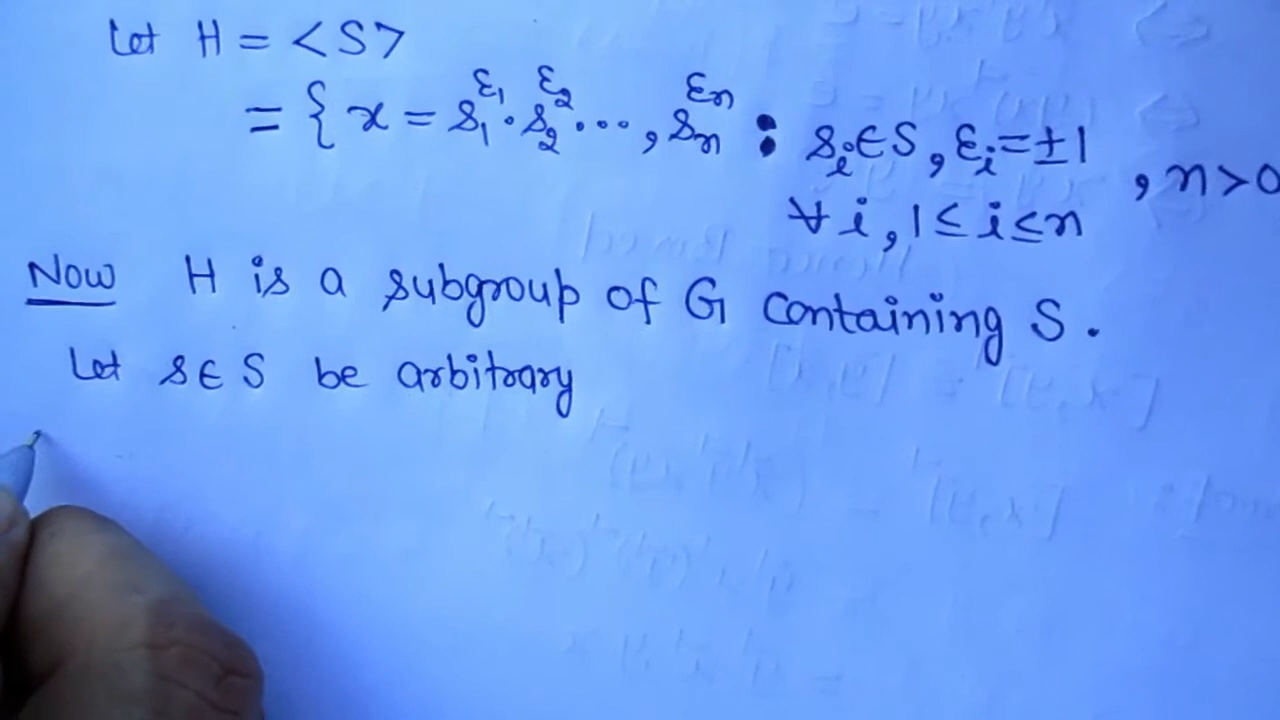 Let H = <S>
= { x = s₁^ε₁ · s₂^ε₂ · ..., sₙ^εₙ : sᵢ ∈ S, εᵢ = ±1 , n > 0
∀ i, 1 ≤ i ≤ n
Now H is a subgroup of G containing S.
Let s ∈ S be arbitrary